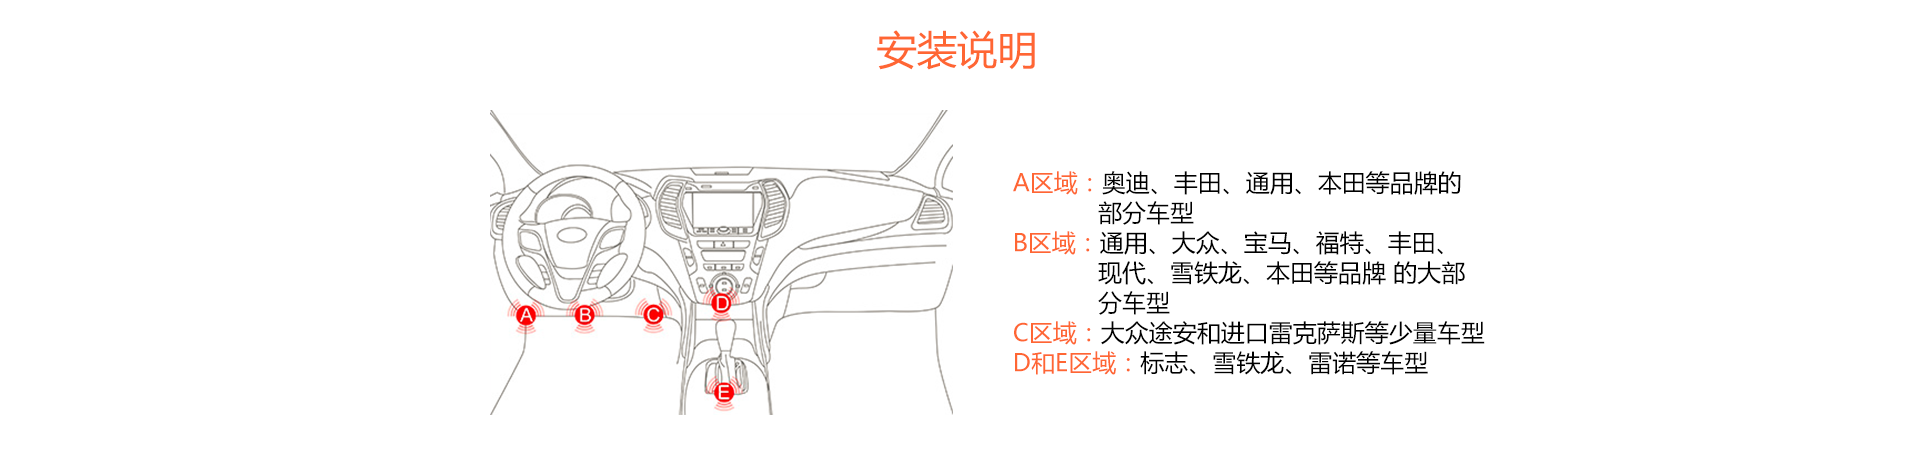 安装说明
A区域：奥迪、丰田、通用、本田等品牌的
部分车型
B区域：通用、大众、宝马、福特、丰田、
现代、雪铁龙、本田等品牌 的大部
分车型
C区域：大众途安和进口雷克萨斯等少量车型
D和E区域：标志、雪铁龙、雷诺等车型
A
B
C
D
E